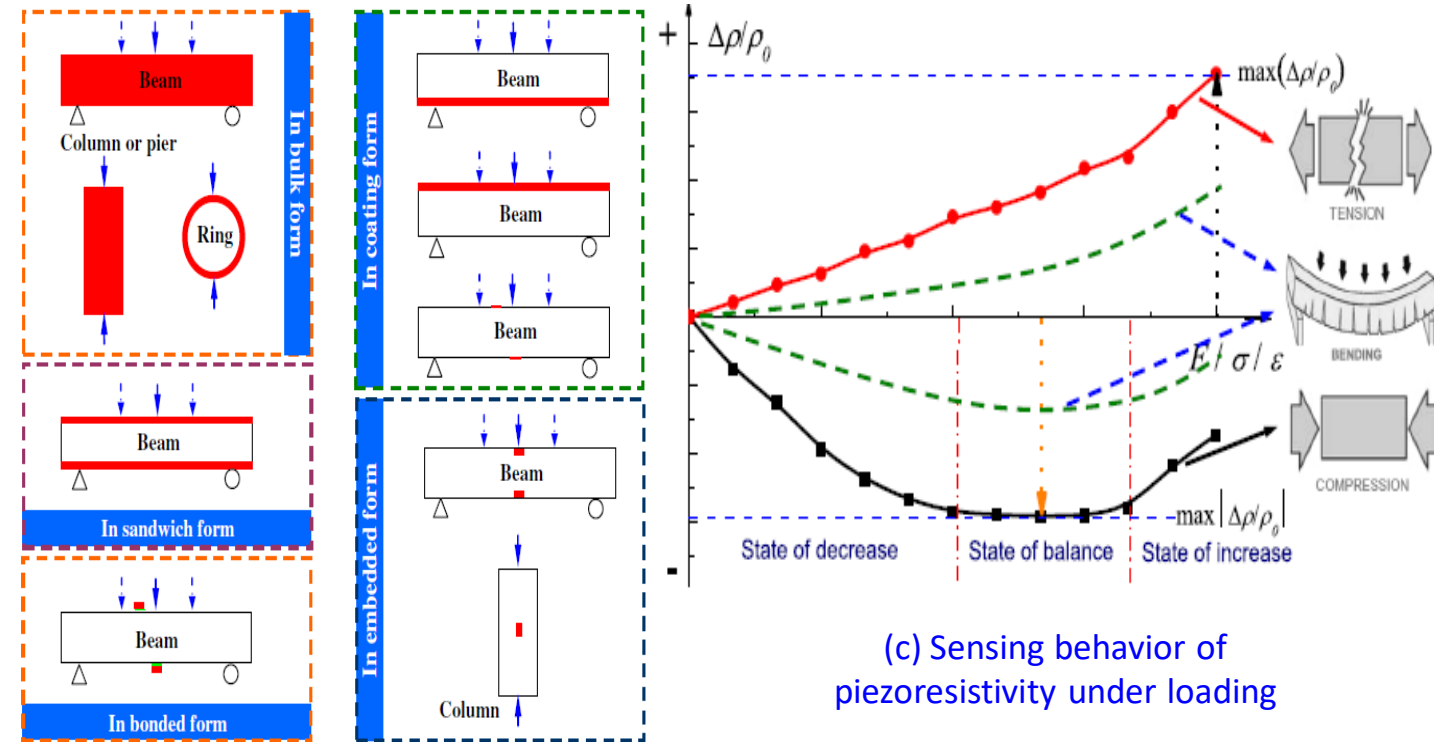 Beam
Column or pier
Ring
In bulk form
Beam
In sandwich form
Beam
In bonded form
Beam
Beam
Beam
In coating form
Beam
Column
In embedded form
+
Δρ/ρ₀
max(Δρ/ρ₀)
TENSION
BENDING
E / σ / ε
COMPRESSION
max|Δρ/ρ₀|
State of decrease
State of balance
State of increase
-
(c) Sensing behavior of
piezoresistivity under loading